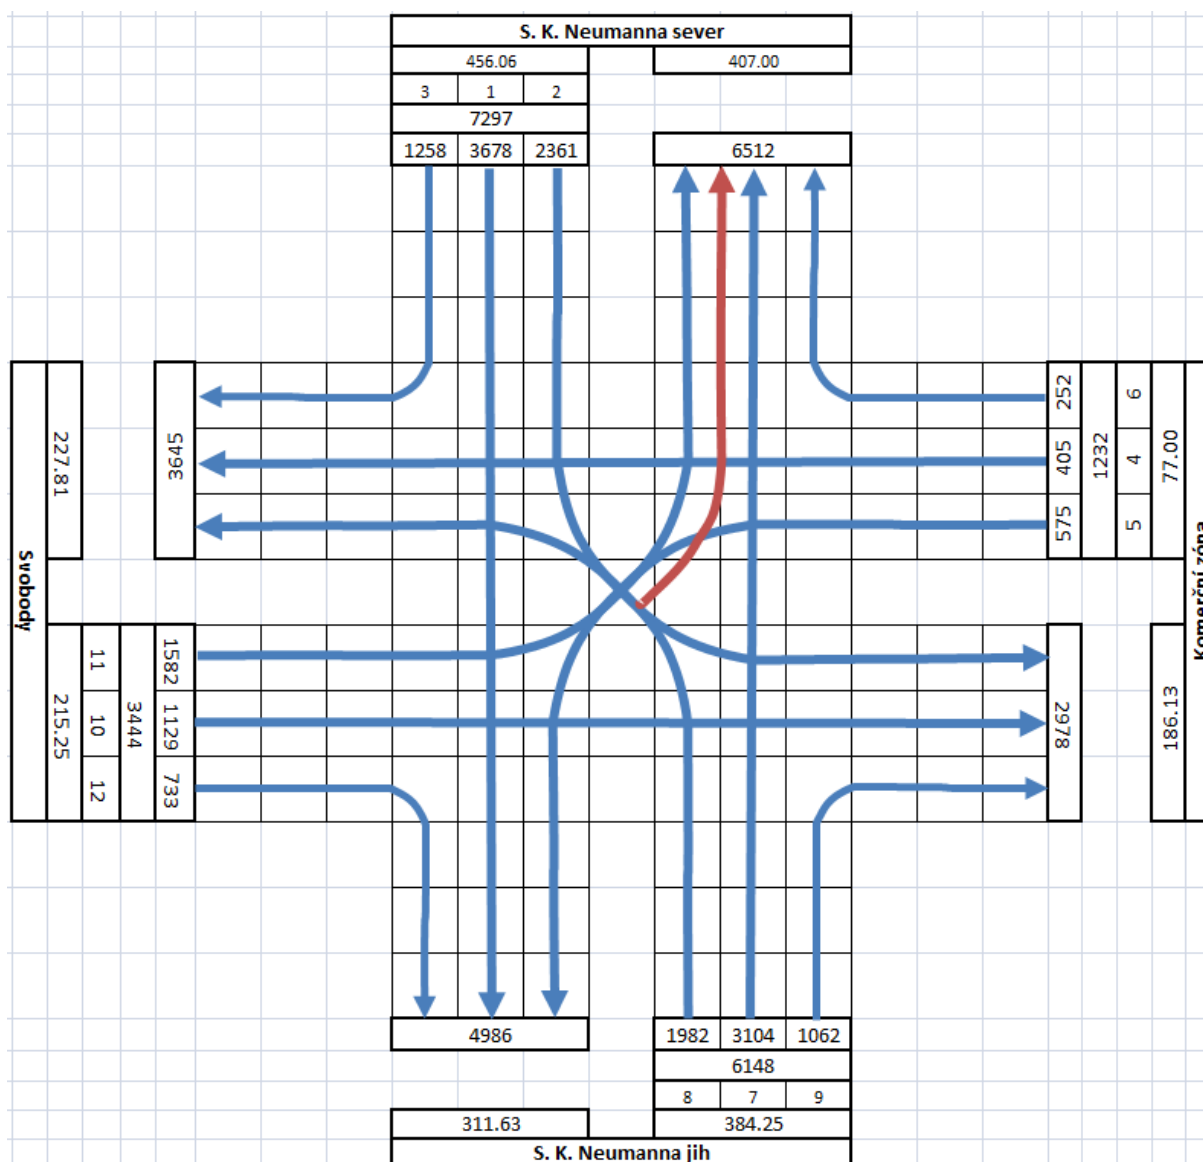 S. K. Neumanna sever
456.06 407.00
3 1 2
7297
1258 3678 2361 6512
Svobody
227.81
3645
215.25
11 10 12
3444
1582 1129 733
252 405 575
1232
6 4 5
77.00
Komerční zóna
2978
186.13
4986 1982 3104 1062
6148
8 7 9
311.63 384.25
S. K. Neumanna jih